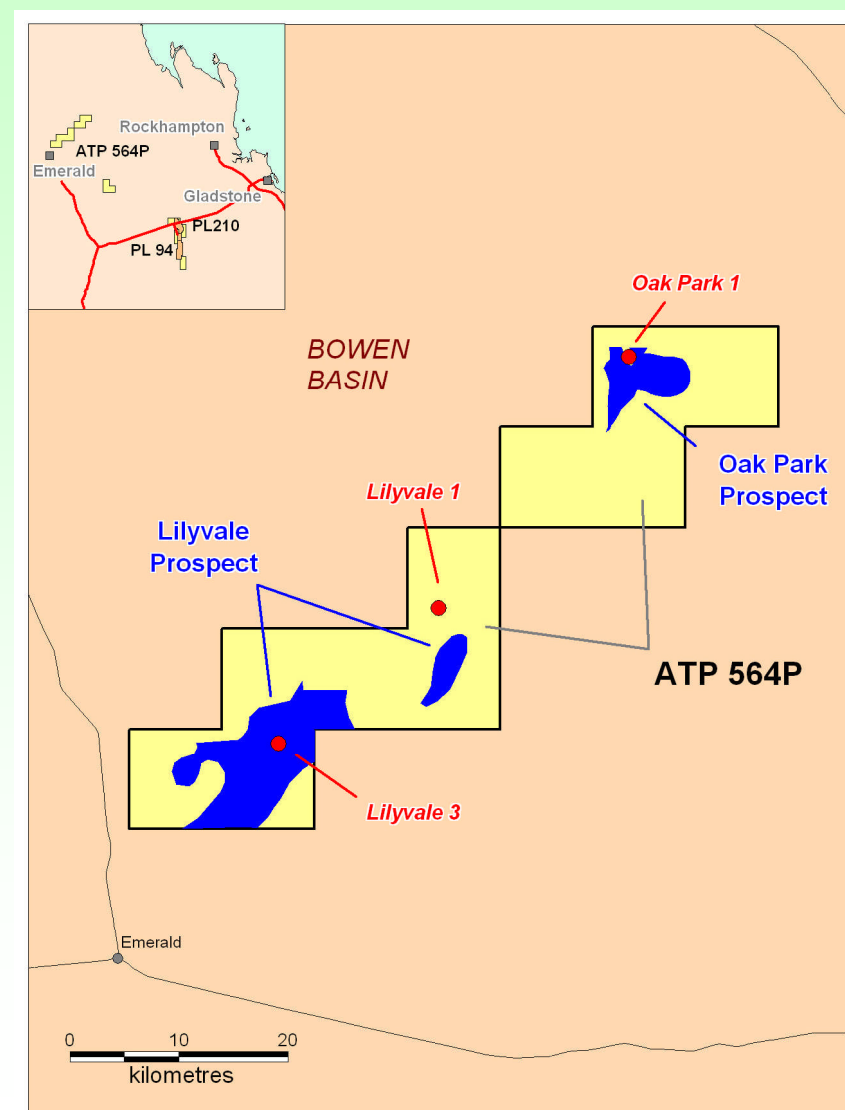 Rockhampton
ATP 564P
Emerald
Gladstone
PL210
PL 94
Oak Park 1
BOWEN
BASIN
Oak Park
Prospect
Lilyvale 1
Lilyvale
Prospect
ATP 564P
Lilyvale 3
Emerald
0 10 20
kilometres